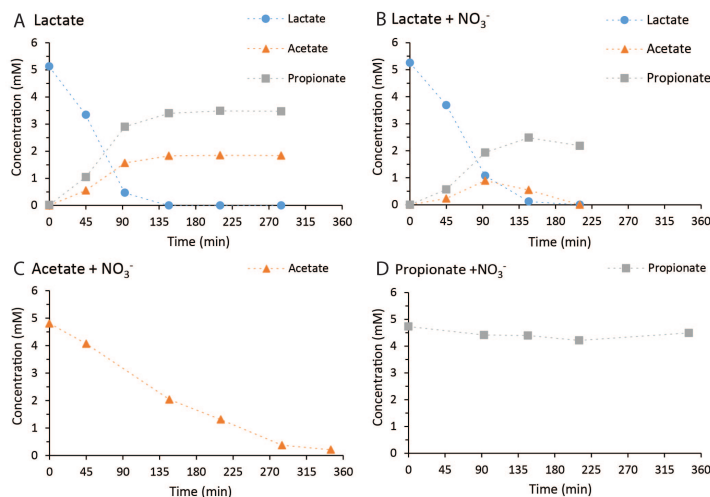 A Lactate
Lactate
Acetate
Propionate
Concentration (mM)
6
5
4
3
2
1
0
0 45 90 135 180 225 270 315 360
Time (min)
B Lactate + NO₃⁻
Lactate
Acetate
Propionate
Concentration (mM)
6
5
4
3
2
1
0
0 45 90 135 180 225 270 315 360
Time (min)
C Acetate + NO₃⁻
Acetate
Concentration (mM)
6
5
4
3
2
1
0
0 45 90 135 180 225 270 315 360
Time (min)
D Propionate +NO₃⁻
Propionate
Concentration (mM)
6
5
4
3
2
1
0
0 45 90 135 180 225 270 315 360
Time (min)